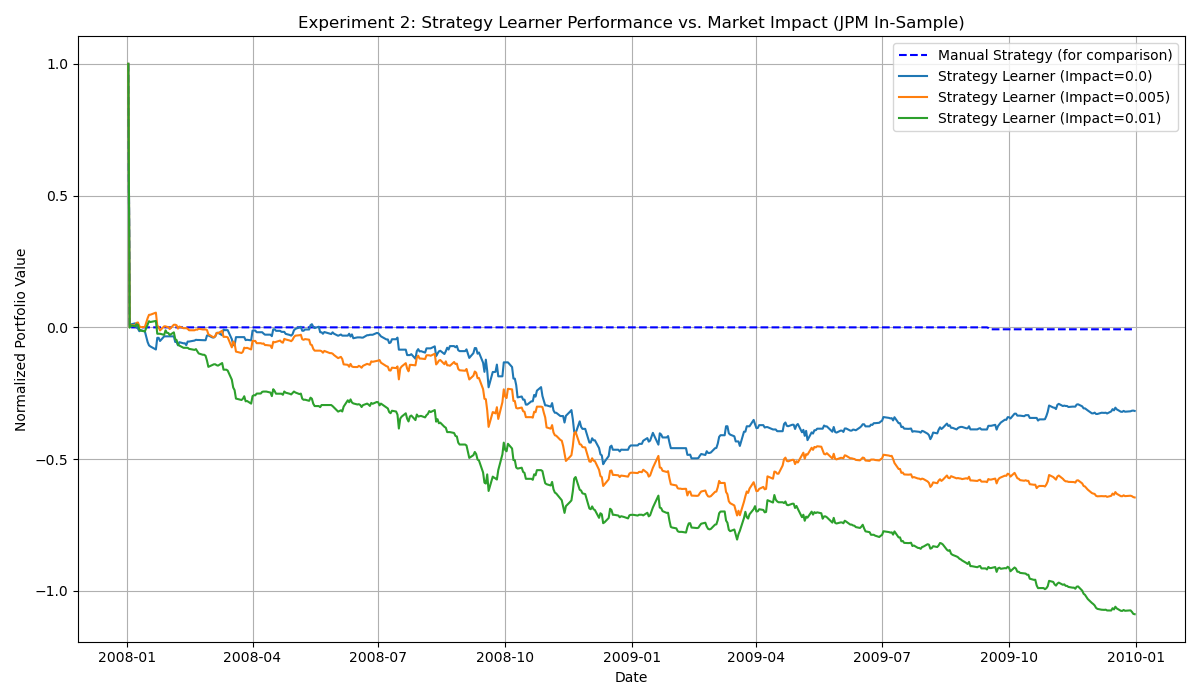 Experiment 2: Strategy Learner Performance vs. Market Impact (JPM In-Sample)
Manual Strategy (for comparison)
Strategy Learner (Impact=0.0)
Strategy Learner (Impact=0.005)
Strategy Learner (Impact=0.01)
Normalized Portfolio Value
1.0
0.5
0.0
−0.5
−1.0
2008-01 2008-04 2008-07 2008-10 2009-01 2009-04 2009-07 2009-10 2010-01
Date